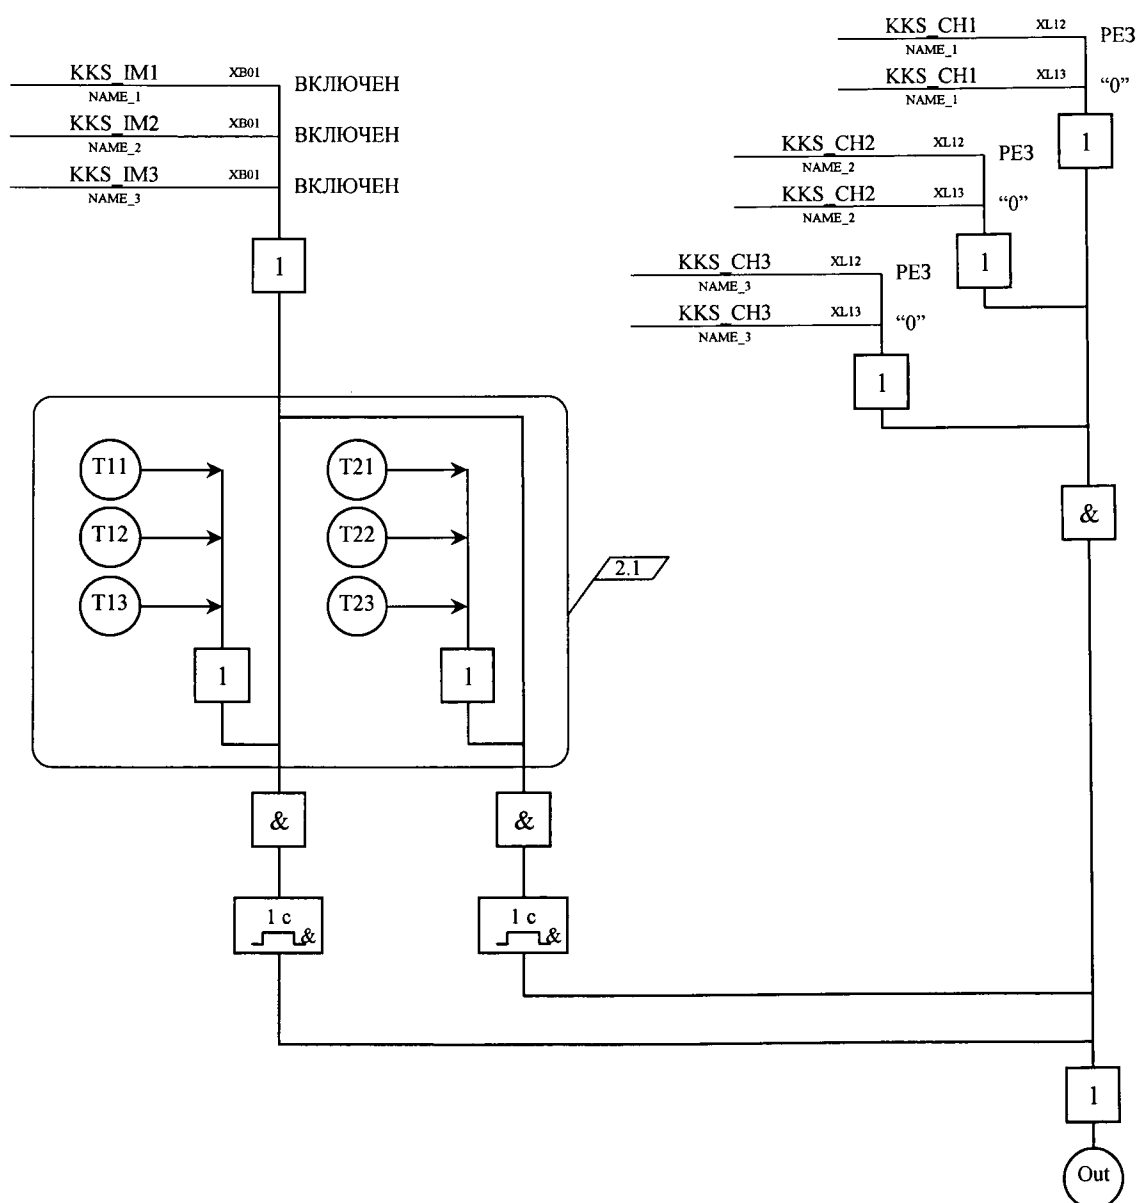 KKS_CH1 XL12 РЕЗ
NAME_1
KKS_CH1 XL13 “0”
NAME_1
1
KKS_IM1 XB01 ВКЛЮЧЕН
NAME_1
KKS_IM2 XB01 ВКЛЮЧЕН
NAME_2
KKS_IM3 XB01 ВКЛЮЧЕН
NAME_3
1
KKS_CH2 XL12 РЕЗ
NAME_2
KKS_CH2 XL13 “0”
NAME_2
1
KKS_CH3 XL12 РЕЗ
NAME_3
KKS_CH3 XL13 “0”
NAME_3
1
&
T11
T12
T13
1
T21
T22
T23
1
2.1
&
&
1 с
&
1 с
&
1
Out